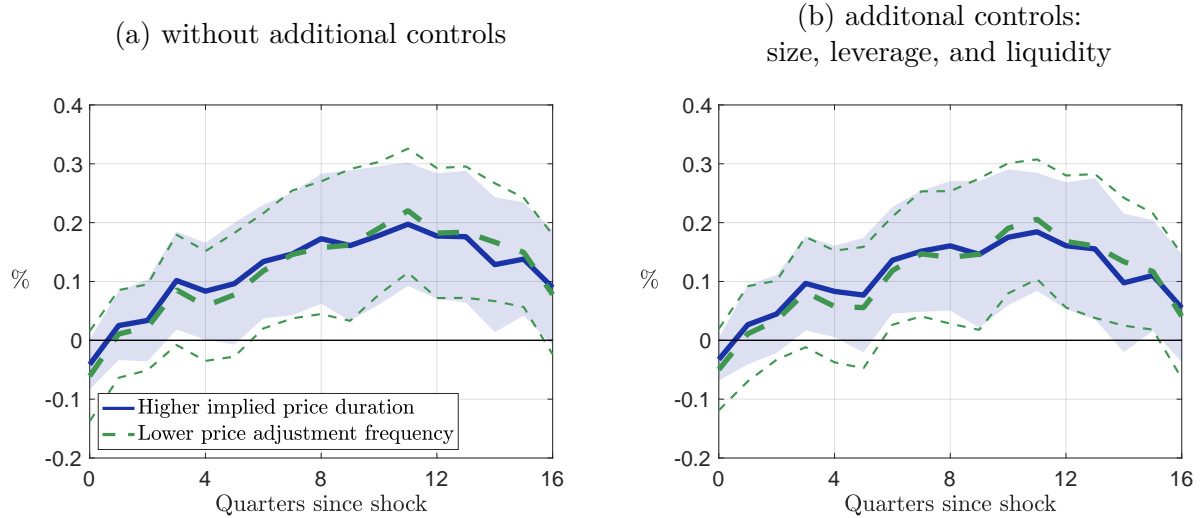 (a) without additional controls
0.4
0.3
0.2
0.1
0
-0.1
-0.2
%
Higher implied price duration
Lower price adjustment frequency
0 4 8 12 16
Quarters since shock
(b) additonal controls:
size, leverage, and liquidity
0.4
0.3
0.2
0.1
0
-0.1
-0.2
%
0 4 8 12 16
Quarters since shock